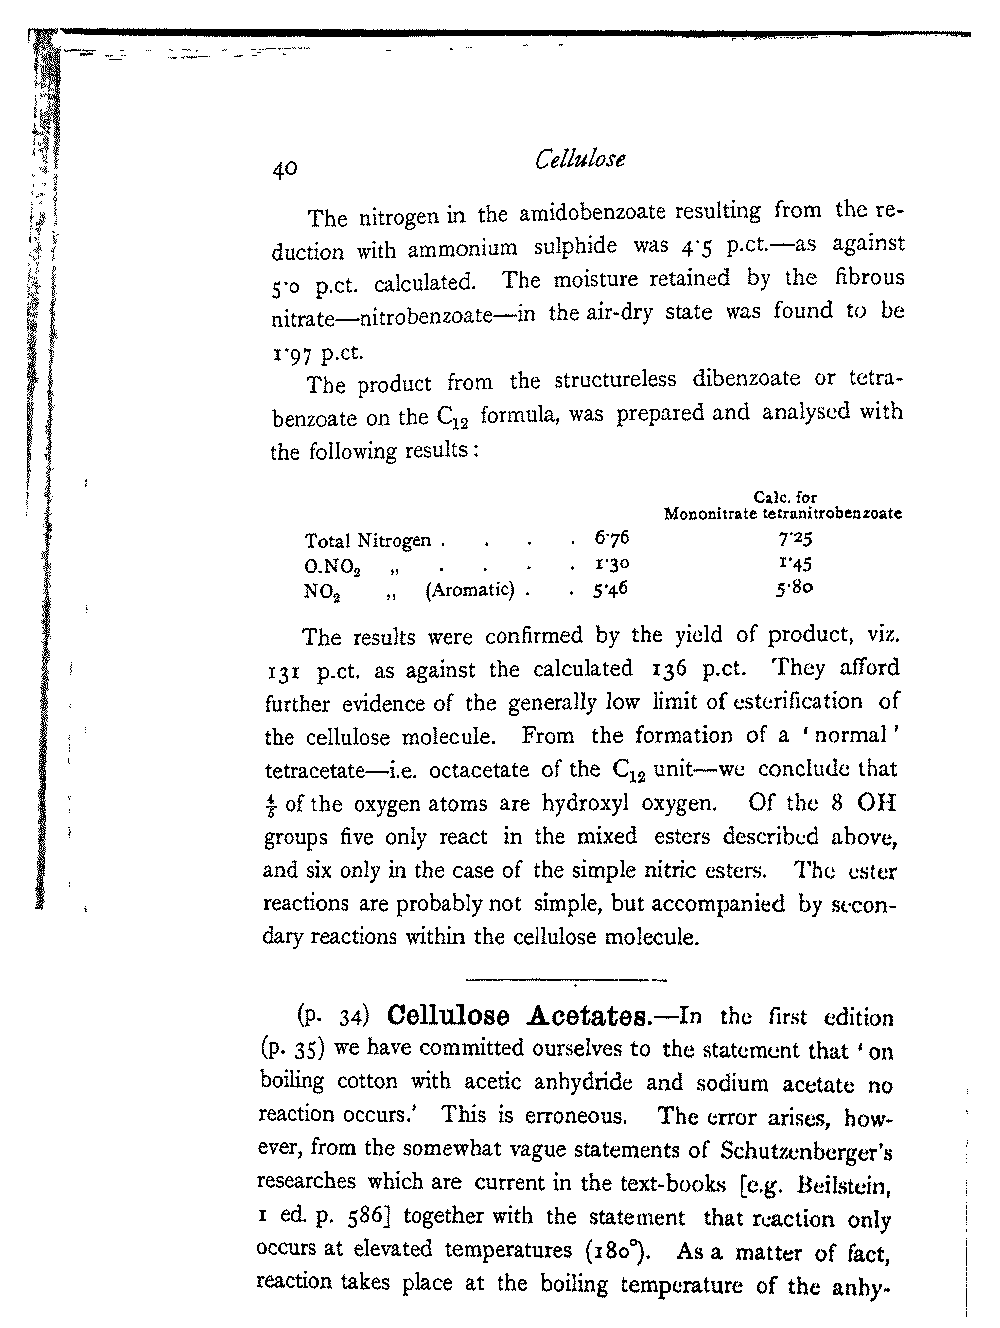 40 Cellulose
The nitrogen in the amidobenzoate resulting from the re-
duction with ammonium sulphide was 4·5 p.ct.—as against
5·0 p.ct. calculated. The moisture retained by the fibrous
nitrate—nitrobenzoate—in the air-dry state was found to be
1·97 p.ct.
The product from the structureless dibenzoate or tetra-
benzoate on the C₁₂ formula, was prepared and analysed with
the following results:
Calc. for
Mononitrate tetranitrobenzoate
Total Nitrogen . . . . 6·76 7·25
O.NO₂ ,, . . . . 1·30 1·45
NO₂ ,, (Aromatic) . . 5·46 5·80
The results were confirmed by the yield of product, viz.
131 p.ct. as against the calculated 136 p.ct. They afford
further evidence of the generally low limit of esterification of
the cellulose molecule. From the formation of a ‘normal’
tetracetate—i.e. octacetate of the C₁₂ unit—we conclude that
⅘ of the oxygen atoms are hydroxyl oxygen. Of the 8 OH
groups five only react in the mixed esters described above,
and six only in the case of the simple nitric esters. The ester
reactions are probably not simple, but accompanied by secon-
dary reactions within the cellulose molecule.
(p. 34) Cellulose Acetates.—In the first edition
(p. 35) we have committed ourselves to the statement that ‘on
boiling cotton with acetic anhydride and sodium acetate no
reaction occurs.’ This is erroneous. The error arises, how-
ever, from the somewhat vague statements of Schutzenberger's
researches which are current in the text-books [e.g. Beilstein,
1 ed. p. 586] together with the statement that reaction only
occurs at elevated temperatures (180°). As a matter of fact,
reaction takes place at the boiling temperature of the anhy-